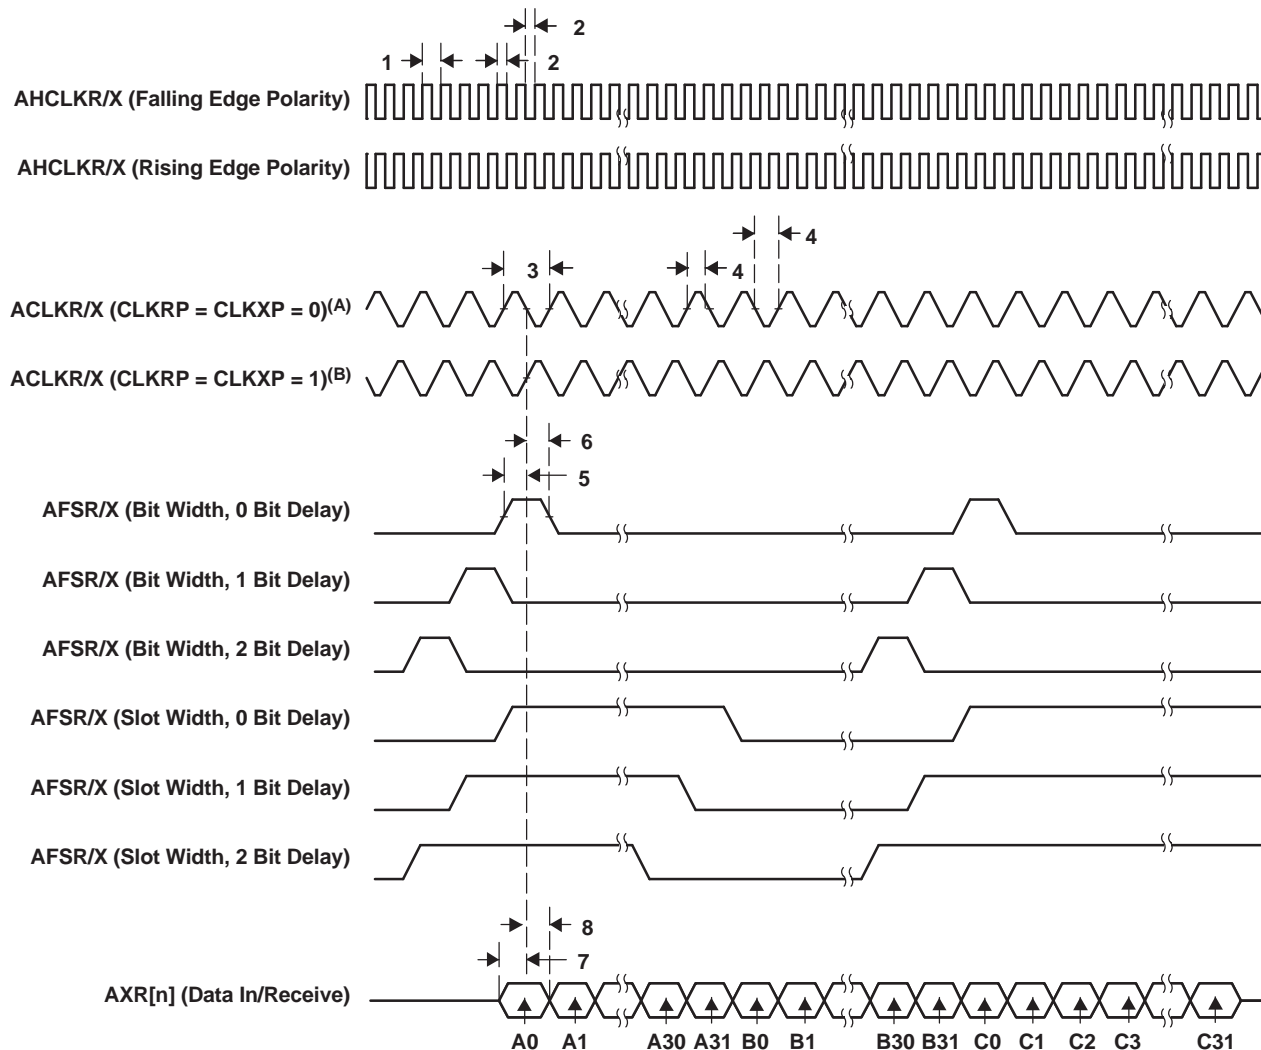 2
1
2
AHCLKR/X (Falling Edge Polarity)
AHCLKR/X (Rising Edge Polarity)
4
3
4
ACLKR/X (CLKRP = CLKXP = 0)(A)
ACLKR/X (CLKRP = CLKXP = 1)(B)
6
5
AFSR/X (Bit Width, 0 Bit Delay)
AFSR/X (Bit Width, 1 Bit Delay)
AFSR/X (Bit Width, 2 Bit Delay)
AFSR/X (Slot Width, 0 Bit Delay)
AFSR/X (Slot Width, 1 Bit Delay)
AFSR/X (Slot Width, 2 Bit Delay)
8
7
AXR[n] (Data In/Receive)
A0 A1 A30 A31 B0 B1 B30 B31 C0 C1 C2 C3 C31